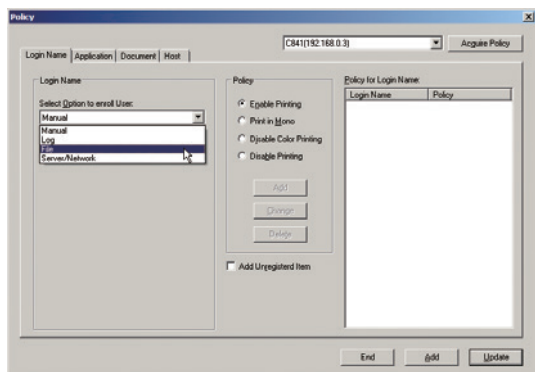 Policy
C841(192.168.0.3)
Acquire Policy
Login Name
Application
Document
Host
Login Name
Select Option to enroll User:
Manual
Manual
Log
File
Server/Network
Policy
Enable Printing
Print in Mono
Disable Color Printing
Disable Printing
Add
Change
Delete
Add Unregisterd Item
Policy for Login Name:
Login Name
Policy
End
Add
Update